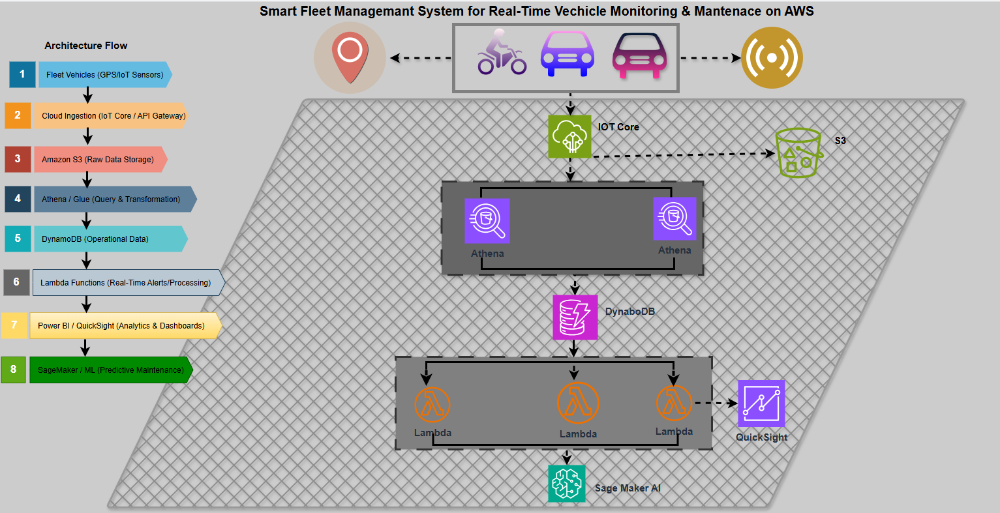 Smart Fleet Managemant System for Real-Time Vechicle Monitoring & Mantenace on AWS
Architecture Flow
1
Fleet Vehicles (GPS/IoT Sensors)
2
Cloud Ingestion (IoT Core / API Gateway)
3
Amazon S3 (Raw Data Storage)
4
Athena / Glue (Query & Transformation)
5
DynamoDB (Operational Data)
6
Lambda Functions (Real-Time Alerts/Processing)
7
Power BI / QuickSight (Analytics & Dashboards)
8
SageMaker / ML (Predictive Maintenance)
IOT Core
S3
Athena
Athena
DynaboDB
Lambda
Lambda
Lambda
QuickSight
Sage Maker AI